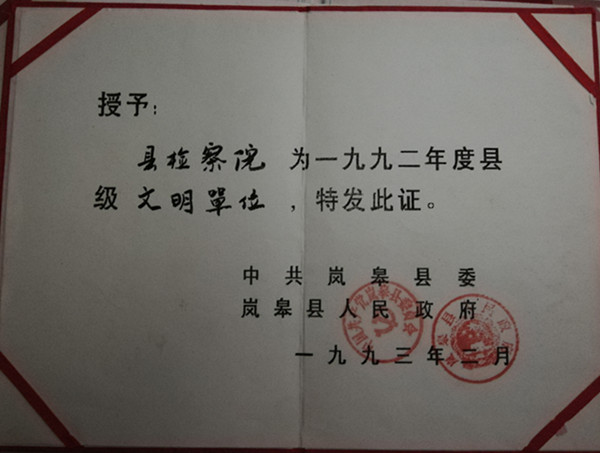 授予：
县检察院 为一九九二年度县
级 文明單位 ，特发此证。
中共岚皋县委
岚皋县人民政府
一九九三年二月